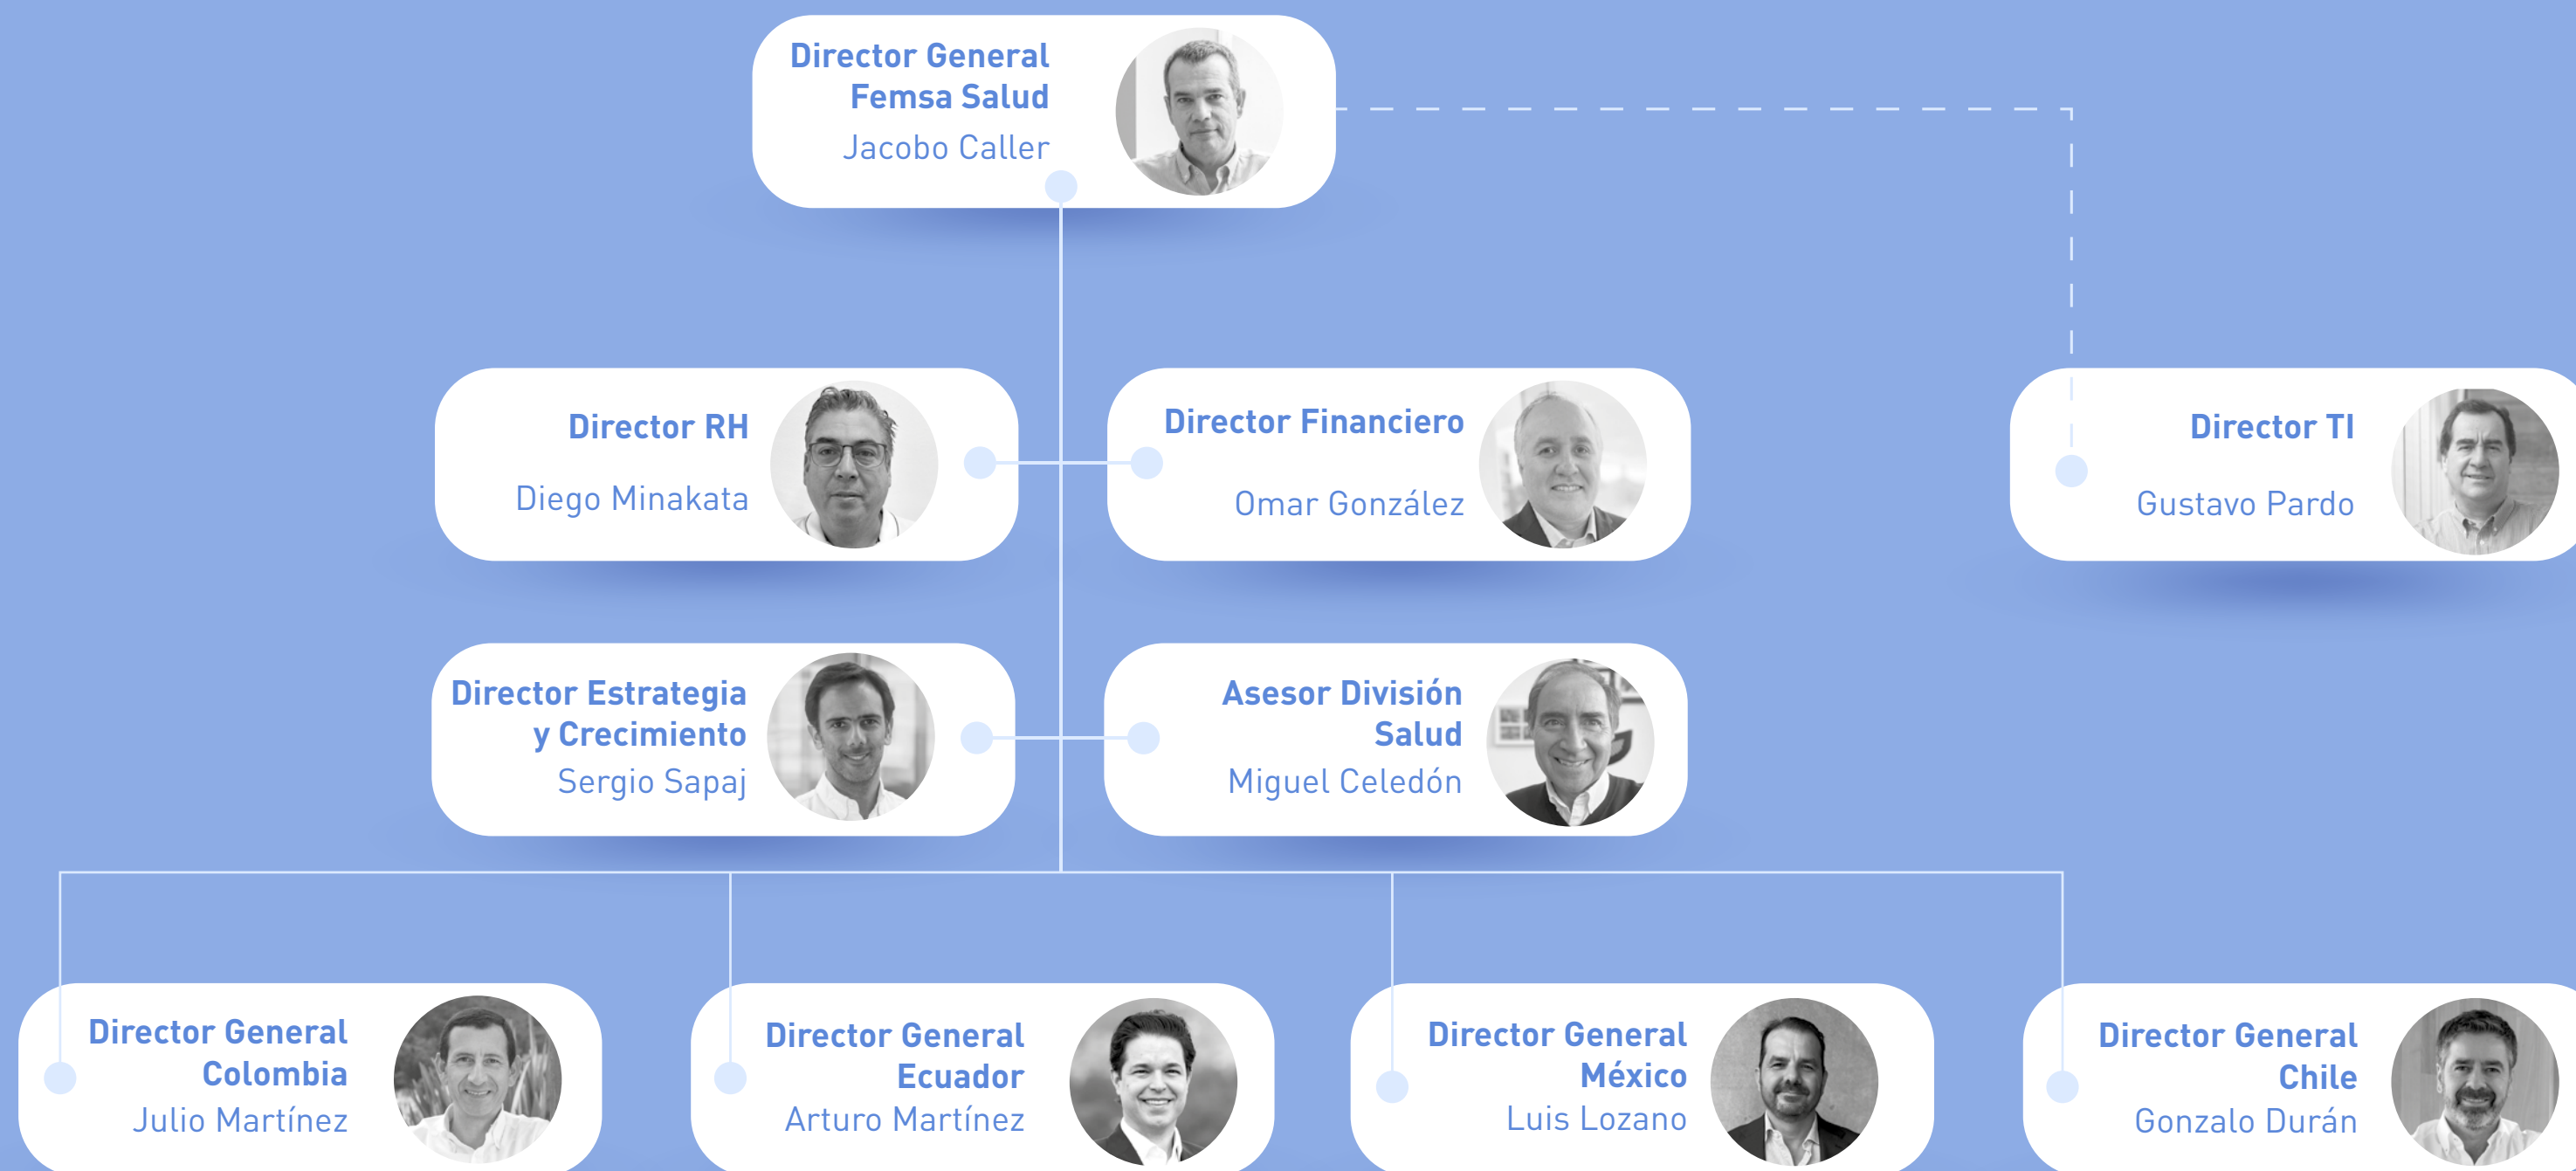 Director General
Femsa Salud
Jacobo Caller
Director RH
Diego Minakata
Director Financiero
Omar González
Director TI
Gustavo Pardo
Director Estrategia
y Crecimiento
Sergio Sapaj
Asesor División
Salud
Miguel Celedón
Director General
Colombia
Julio Martínez
Director General
Ecuador
Arturo Martínez
Director General
México
Luis Lozano
Director General
Chile
Gonzalo Durán